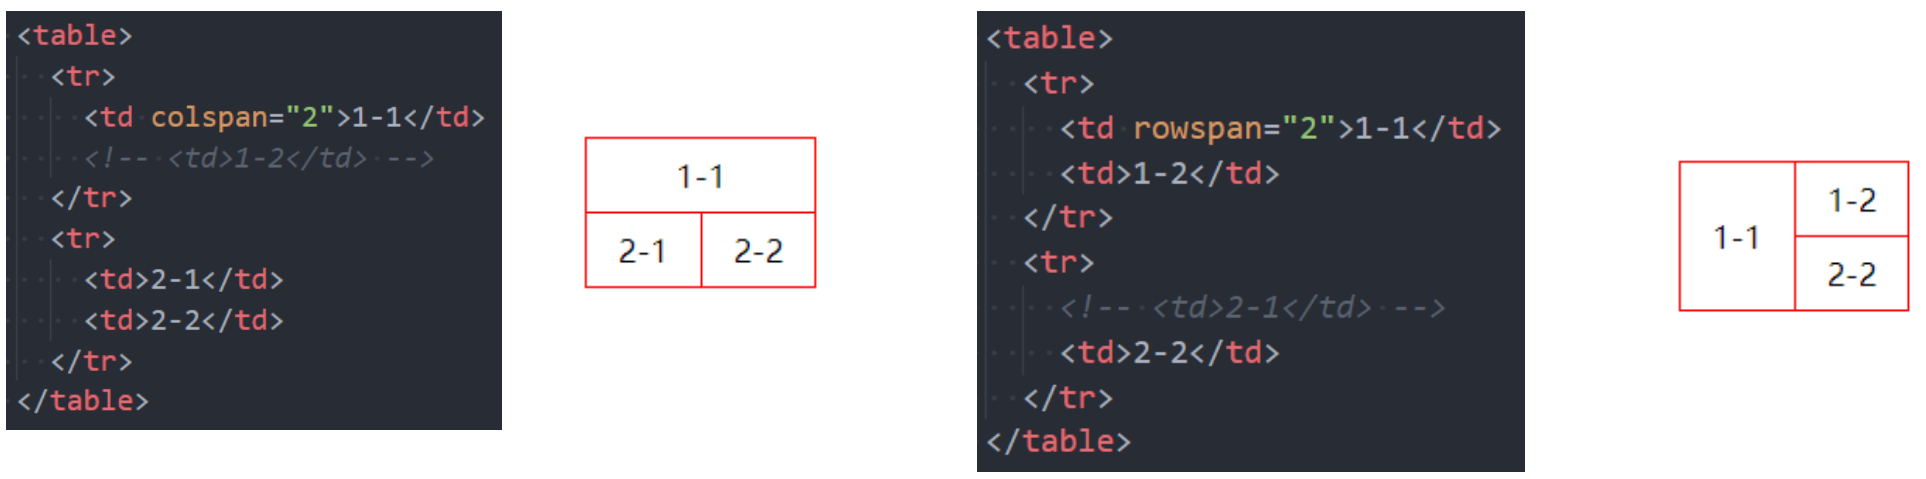 <table>
<tr>
<td colspan="2">1-1</td>
<!-- <td>1-2</td> -->
</tr>
<tr>
<td>2-1</td>
<td>2-2</td>
</tr>
</table>
1-1
2-1 2-2
<table>
<tr>
<td rowspan="2">1-1</td>
<td>1-2</td>
</tr>
<tr>
<!-- <td>2-1</td> -->
<td>2-2</td>
</tr>
</table>
1-2
1-1
2-2